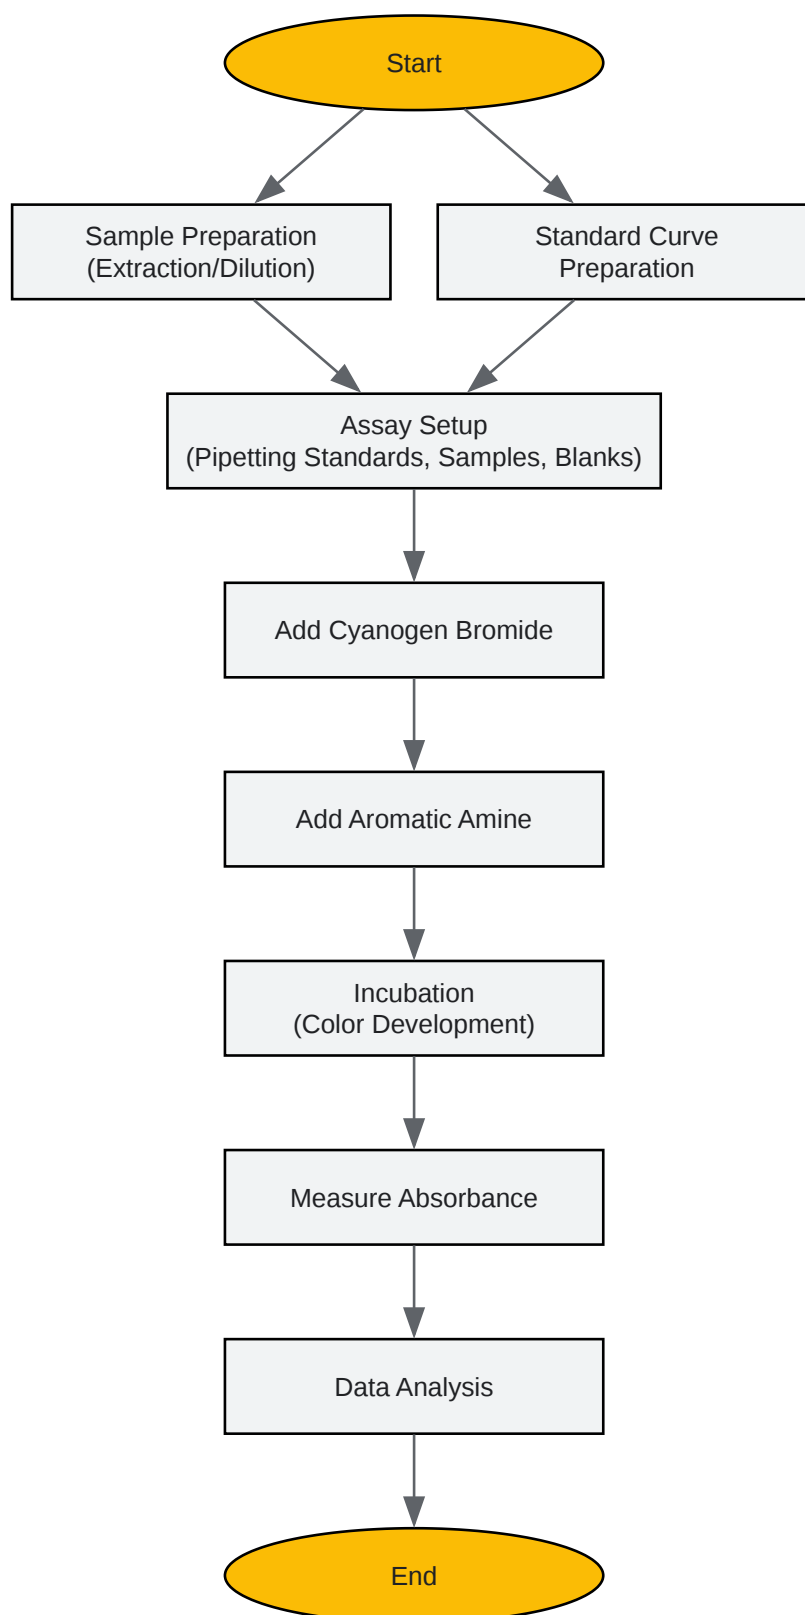 Start
Sample Preparation
(Extraction/Dilution)
Standard Curve
Preparation
Assay Setup
(Pipetting Standards, Samples, Blanks)
Add Cyanogen Bromide
Add Aromatic Amine
Incubation
(Color Development)
Measure Absorbance
Data Analysis
End